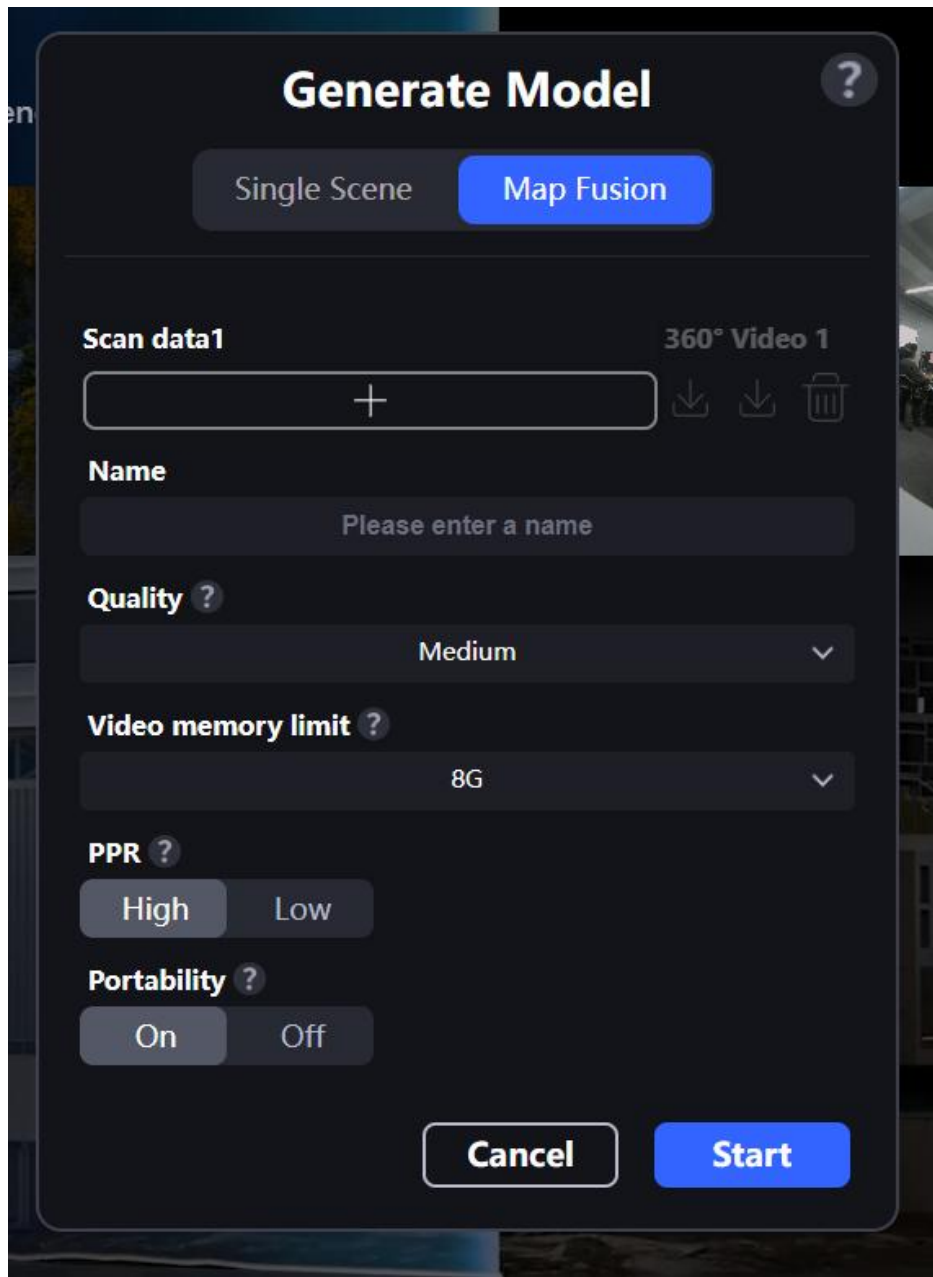 Generate Model
?
en
Single Scene Map Fusion
Scan data1 360° Video 1
Name
Please enter a name
Quality ?
Medium
Video memory limit ?
8G
PPR ?
High Low
Portability ?
On Off
Cancel Start